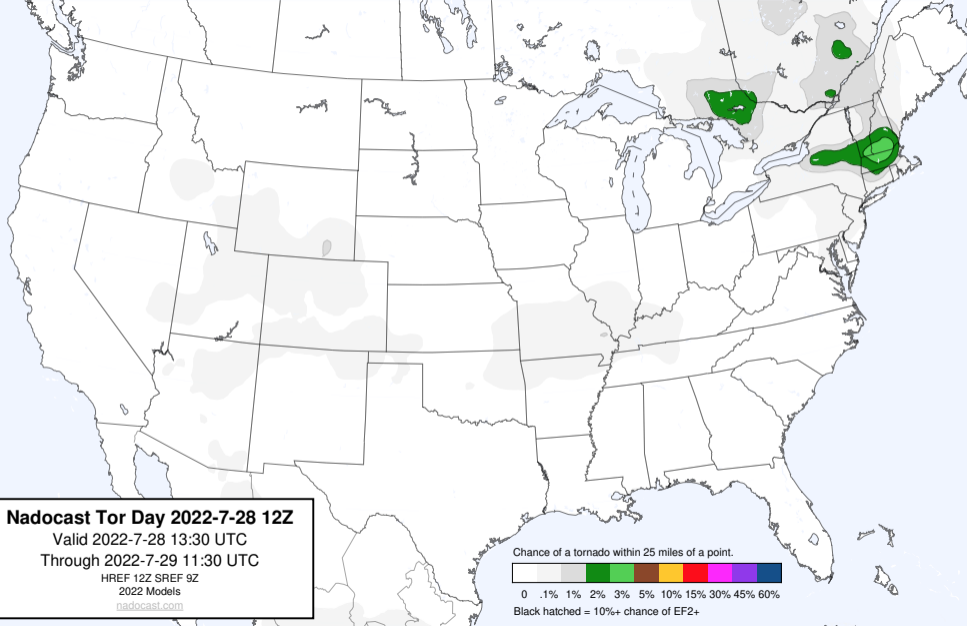 Nadocast Tor Day 2022-7-28 12Z
Valid 2022-7-28 13:30 UTC
Through 2022-7-29 11:30 UTC
HREF 12Z SREF 9Z
2022 Models
nadocast.com
Chance of a tornado within 25 miles of a point.
0 .1% 1% 2% 3% 5% 10% 15% 30% 45% 60%
Black hatched = 10%+ chance of EF2+